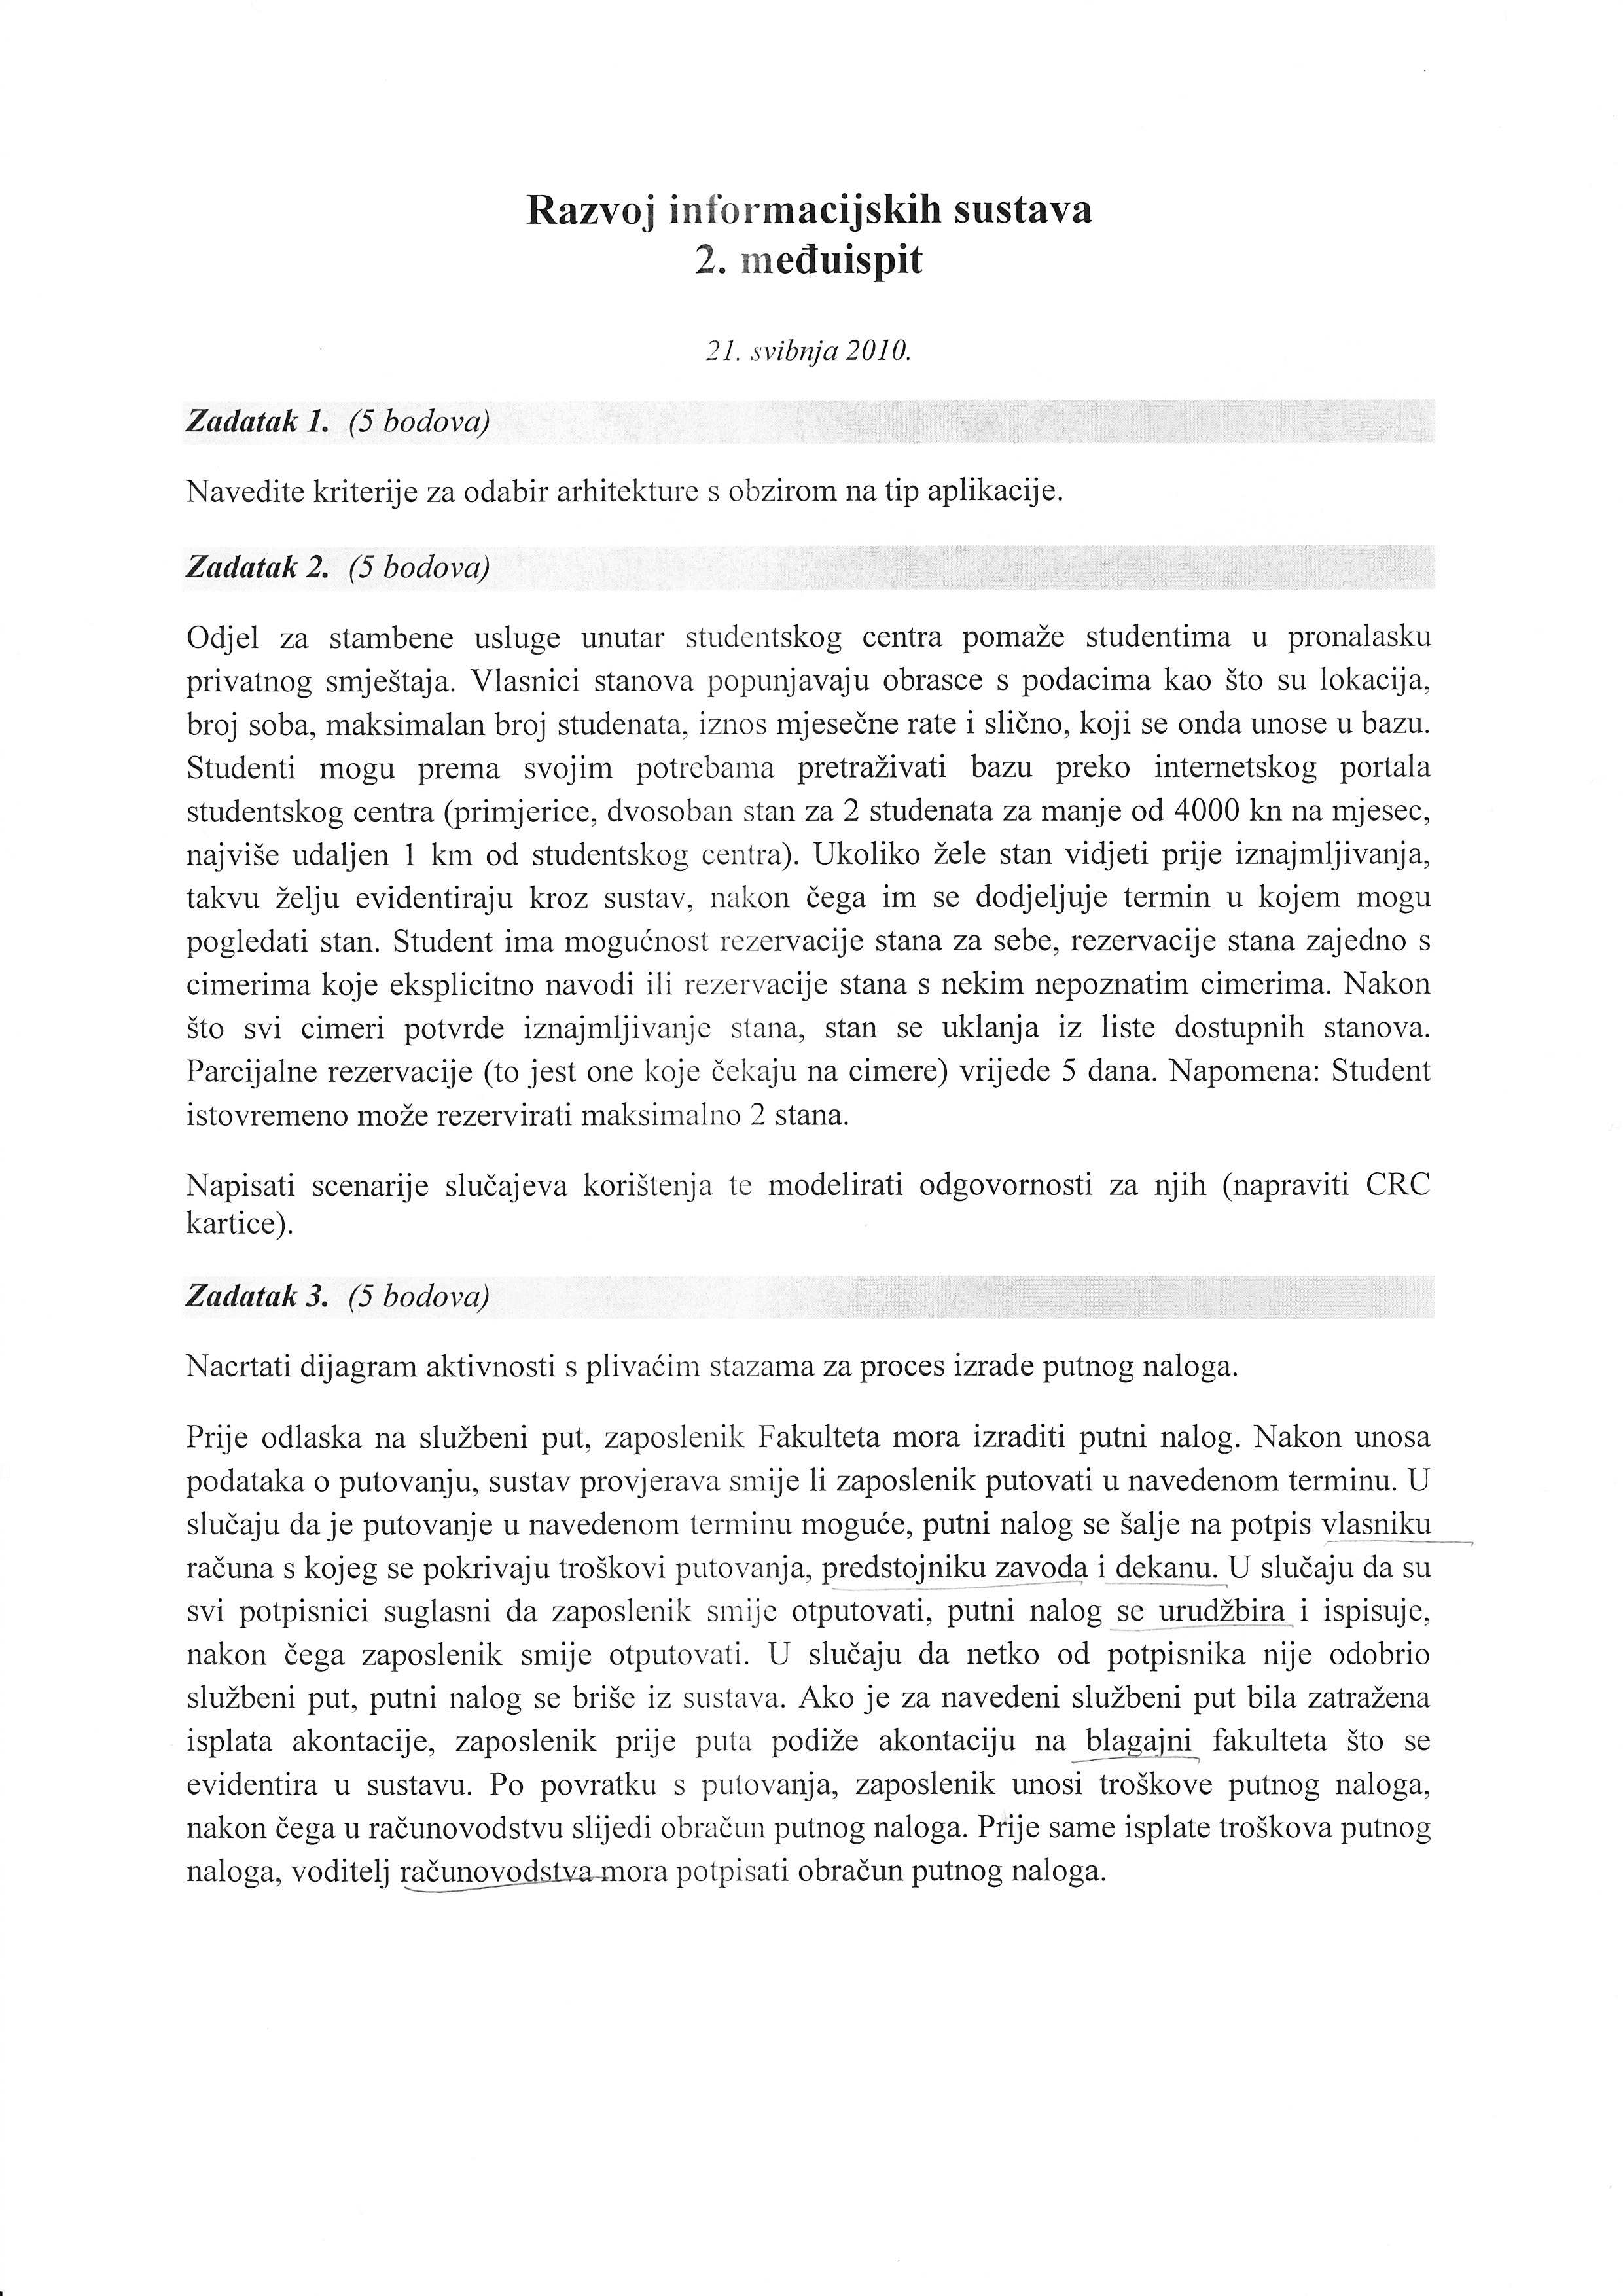 Razvoj informacijskih sustava
2. međuispit
21. svibnja 2010.
Zadatak 1. (5 bodova)
Navedite kriterije za odabir arhitekture s obzirom na tip aplikacije.
Zadatak 2. (5 bodova)
Odjel za stambene usluge unutar studentskog centra pomaže studentima u pronalasku
privatnog smještaja. Vlasnici stanova popunjavaju obrasce s podacima kao što su lokacija,
broj soba, maksimalan broj studenata, iznos mjesečne rate i slično, koji se onda unose u bazu.
Studenti mogu prema svojim potrebama pretraživati bazu preko internetskog portala
studentskog centra (primjerice, dvosoban stan za 2 studenata za manje od 4000 kn na mjesec,
najviše udaljen 1 km od studentskog centra). Ukoliko žele stan vidjeti prije iznajmljivanja,
takvu želju evidentiraju kroz sustav, nakon čega im se dodjeljuje termin u kojem mogu
pogledati stan. Student ima mogućnost rezervacije stana za sebe, rezervacije stana zajedno s
cimerima koje eksplicitno navodi ili rezervacije stana s nekim nepoznatim cimerima. Nakon
što svi cimeri potvrde iznajmljivanje stana, stan se uklanja iz liste dostupnih stanova.
Parcijalne rezervacije (to jest one koje čekaju na cimere) vrijede 5 dana. Napomena: Student
istovremeno može rezervirati maksimalno 2 stana.
Napisati scenarije slučajeva korištenja te modelirati odgovornosti za njih (napraviti CRC
kartice).
Zadatak 3. (5 bodova)
Nacrtati dijagram aktivnosti s plivaćim stazama za proces izrade putnog naloga.
Prije odlaska na službeni put, zaposlenik Fakulteta mora izraditi putni nalog. Nakon unosa
podataka o putovanju, sustav provjerava smije li zaposlenik putovati u navedenom terminu. U
slučaju da je putovanje u navedenom terminu moguće, putni nalog se šalje na potpis vlasniku
računa s kojeg se pokrivaju troškovi putovanja, predstojniku zavoda i dekanu. U slučaju da su
svi potpisnici suglasni da zaposlenik smije otputovati, putni nalog se urudžbira i ispisuje,
nakon čega zaposlenik smije otputovati. U slučaju da netko od potpisnika nije odobrio
službeni put, putni nalog se briše iz sustava. Ako je za navedeni službeni put bila zatražena
isplata akontacije, zaposlenik prije puta podiže akontaciju na blagajni fakulteta što se
evidentira u sustavu. Po povratku s putovanja, zaposlenik unosi troškove putnog naloga,
nakon čega u računovodstvu slijedi obračun putnog naloga. Prije same isplate troškova putnog
naloga, voditelj računovodstva mora potpisati obračun putnog naloga.